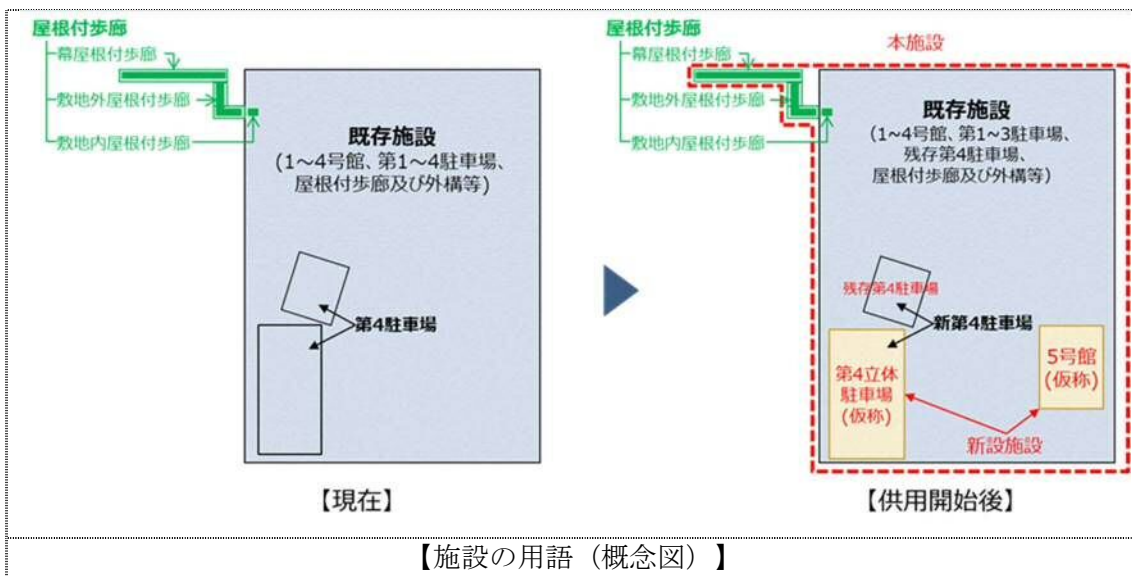 屋根付歩廊
幕屋根付歩廊
敷地外屋根付歩廊
敷地内屋根付歩廊
既存施設
(1～4号館、第1～4駐車場、
屋根付歩廊及び外構等)
第4駐車場
【現在】
屋根付歩廊
幕屋根付歩廊
敷地外屋根付歩廊
敷地内屋根付歩廊
本施設
既存施設
(1～4号館、第1～3駐車場、
残存第4駐車場、
屋根付歩廊及び外構等)
残存第4駐車場
新第4駐車場
第4立体
駐車場
(仮称)
5号館
(仮称)
新設施設
【供用開始後】
【施設の用語（概念図）】